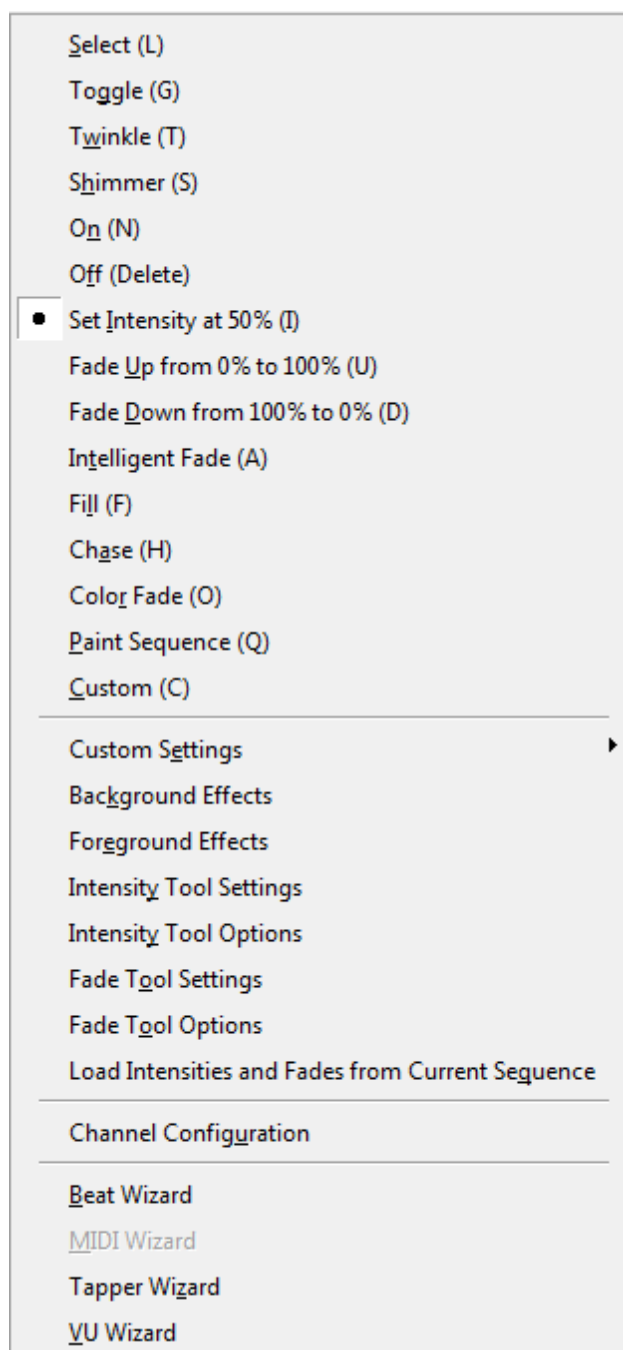 Select (L)
Toggle (G)
Twinkle (T)
Shimmer (S)
On (N)
Off (Delete)
Set Intensity at 50% (I)
Fade Up from 0% to 100% (U)
Fade Down from 100% to 0% (D)
Intelligent Fade (A)
Fill (F)
Chase (H)
Color Fade (O)
Paint Sequence (Q)
Custom (C)
Custom Settings
Background Effects
Foreground Effects
Intensity Tool Settings
Intensity Tool Options
Fade Tool Settings
Fade Tool Options
Load Intensities and Fades from Current Sequence
Channel Configuration
Beat Wizard
MIDI Wizard
Tapper Wizard
VU Wizard